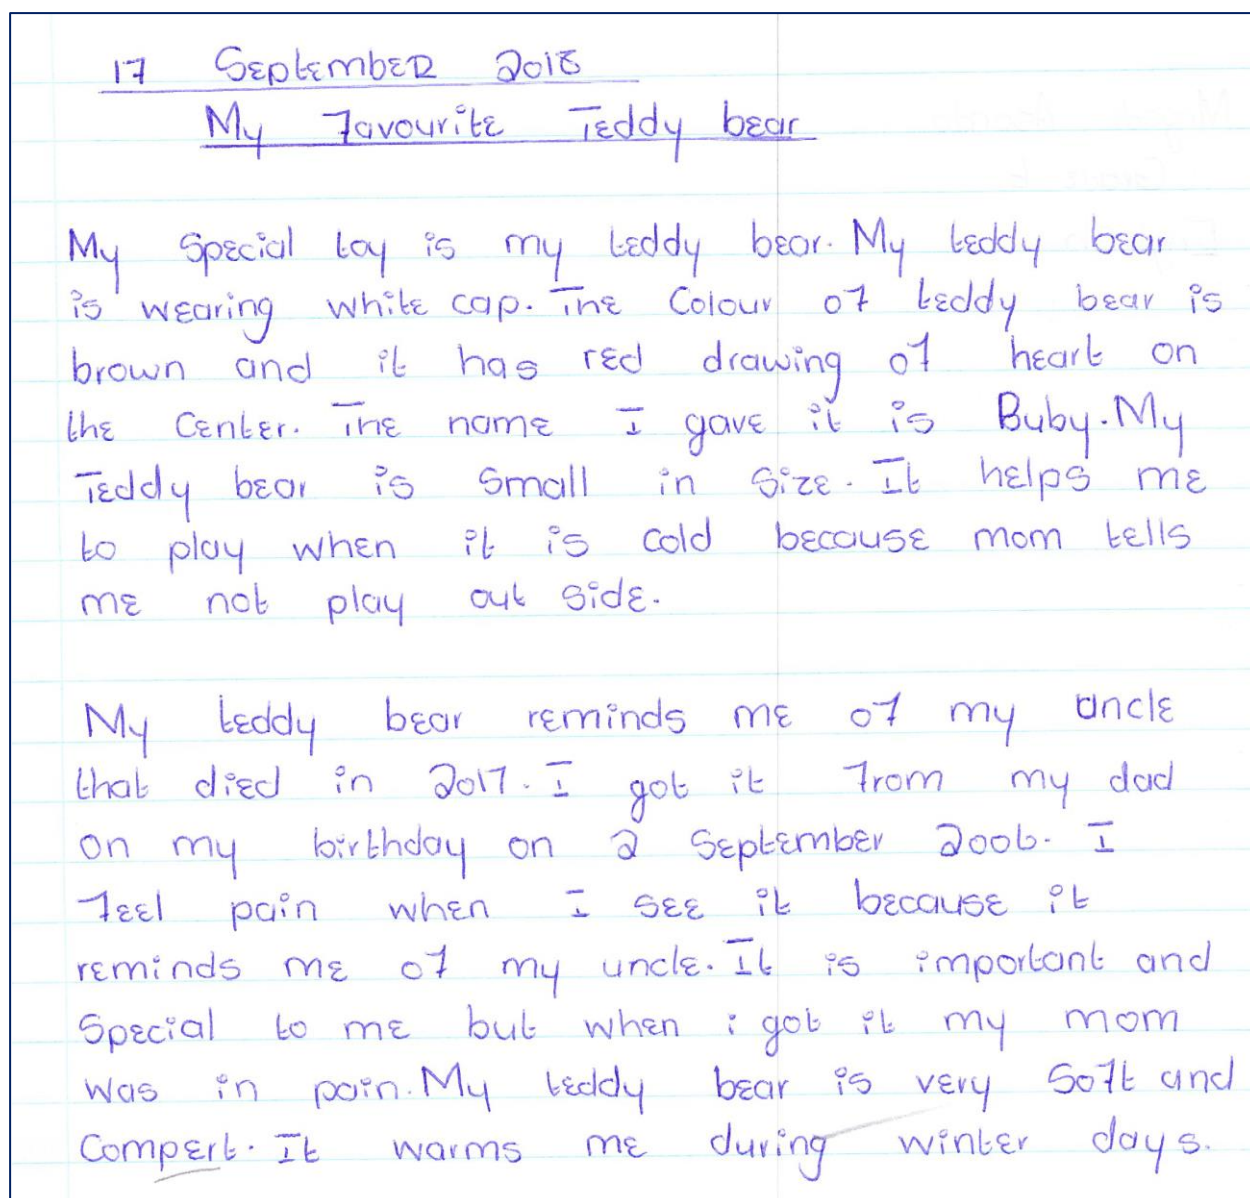 17 September 2018
My Favourite Teddy bear
My Special toy is my teddy bear. My teddy bear
is wearing white cap. The Colour of teddy bear is
brown and it has red drawing of heart on
the Center. The name I gave it is Buby. My
Teddy bear is Small in Size. It helps me
to play when it is cold because mom tells
me not play out side.
My teddy bear reminds me of my uncle
that died in 2017. I got it from my dad
on my birthday on 2 September 2006. I
feel pain when I see it because it
reminds me of my uncle. It is important and
Special to me but when i got it my mom
was in pain. My teddy bear is very Soft and
Compert. It warms me during winter days.